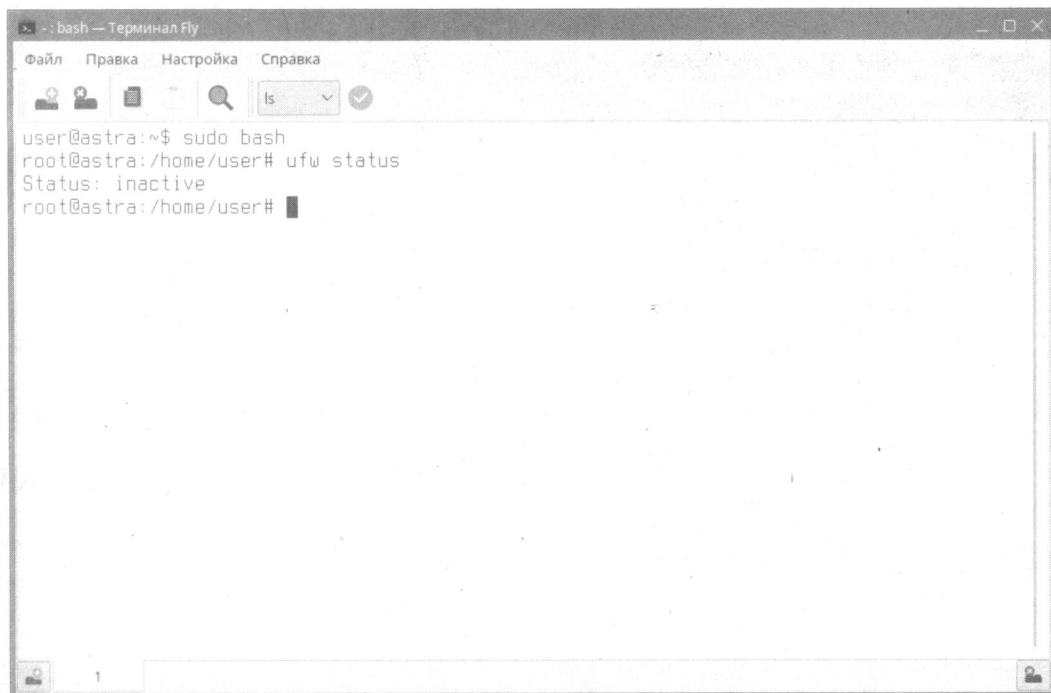 - : bash — Терминал Fly
Файл Правка Настройка Справка
ls
user@astra:~$ sudo bash
root@astra:/home/user# ufw status
Status: inactive
root@astra:/home/user#
1